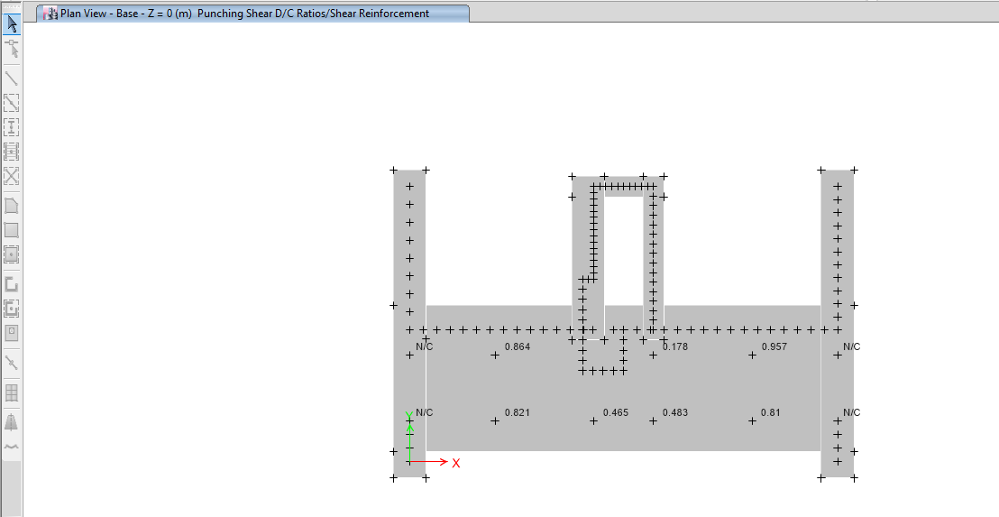 Plan View - Base - Z = 0 (m)  Punching Shear D/C Ratios/Shear Reinforcement
N/C
0.864
0.178
0.957
N/C
N/C
0.821
0.465
0.483
0.81
N/C
Y
X